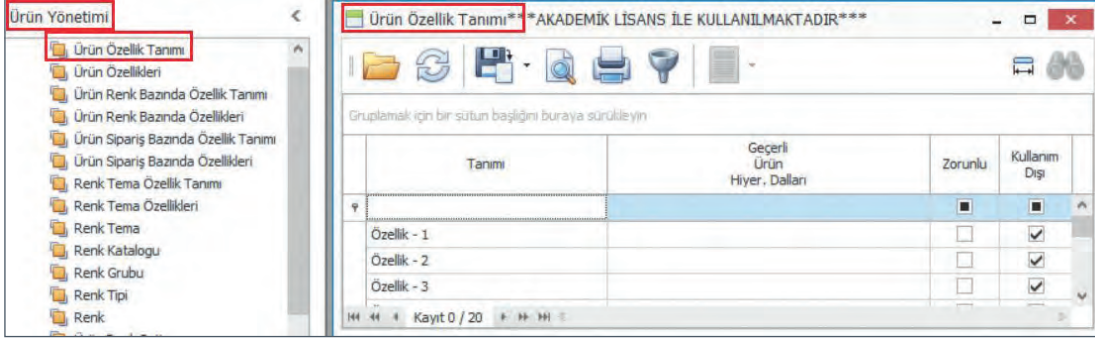 Ürün Yönetimi
Ürün Özellik Tanımı
Ürün Özellikleri
Ürün Renk Bazında Özellik Tanımı
Ürün Renk Bazında Özellikleri
Ürün Sipariş Bazında Özellik Tanımı
Ürün Sipariş Bazında Özellikleri
Renk Tema Özellik Tanımı
Renk Tema Özellikleri
Renk Tema
Renk Katalogu
Renk Grubu
Renk Tipi
Renk
Ürün Özellik Tanımı***AKADEMİK LİSANS İLE KULLANILMAKTADIR***
Gruplamak için bir sütun başlığını buraya sürükleyin
Tanımı
Geçerli
Ürün
Hiyer. Dalları
Zorunlu
Kullanım
Dışı
Özellik - 1
Özellik - 2
Özellik - 3
Kayıt 0 / 20